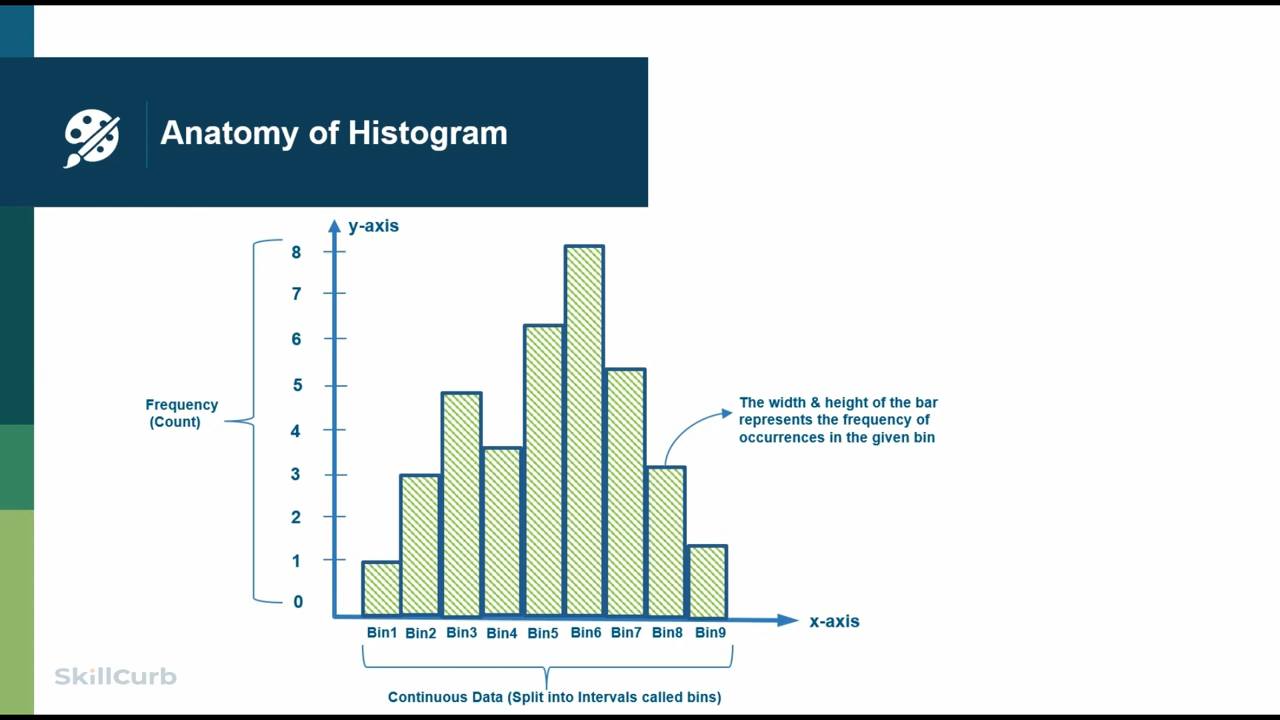 Anatomy of Histogram
y-axis
8
7
6
5
4
3
2
1
0
Frequency
(Count)
The width & height of the bar
represents the frequency of
occurrences in the given bin
x-axis
Bin1 Bin2 Bin3 Bin4 Bin5 Bin6 Bin7 Bin8 Bin9
Continuous Data (Split into Intervals called bins)
SkillCurb